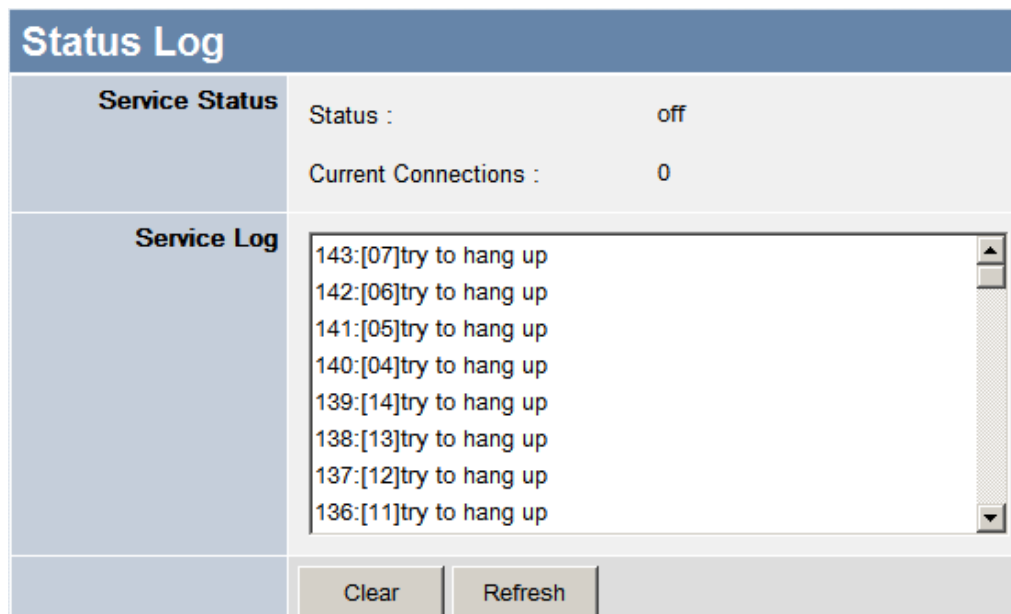 Status Log
Service Status
Status : off
Current Connections : 0
Service Log
143:[07]try to hang up
142:[06]try to hang up
141:[05]try to hang up
140:[04]try to hang up
139:[14]try to hang up
138:[13]try to hang up
137:[12]try to hang up
136:[11]try to hang up
Clear Refresh